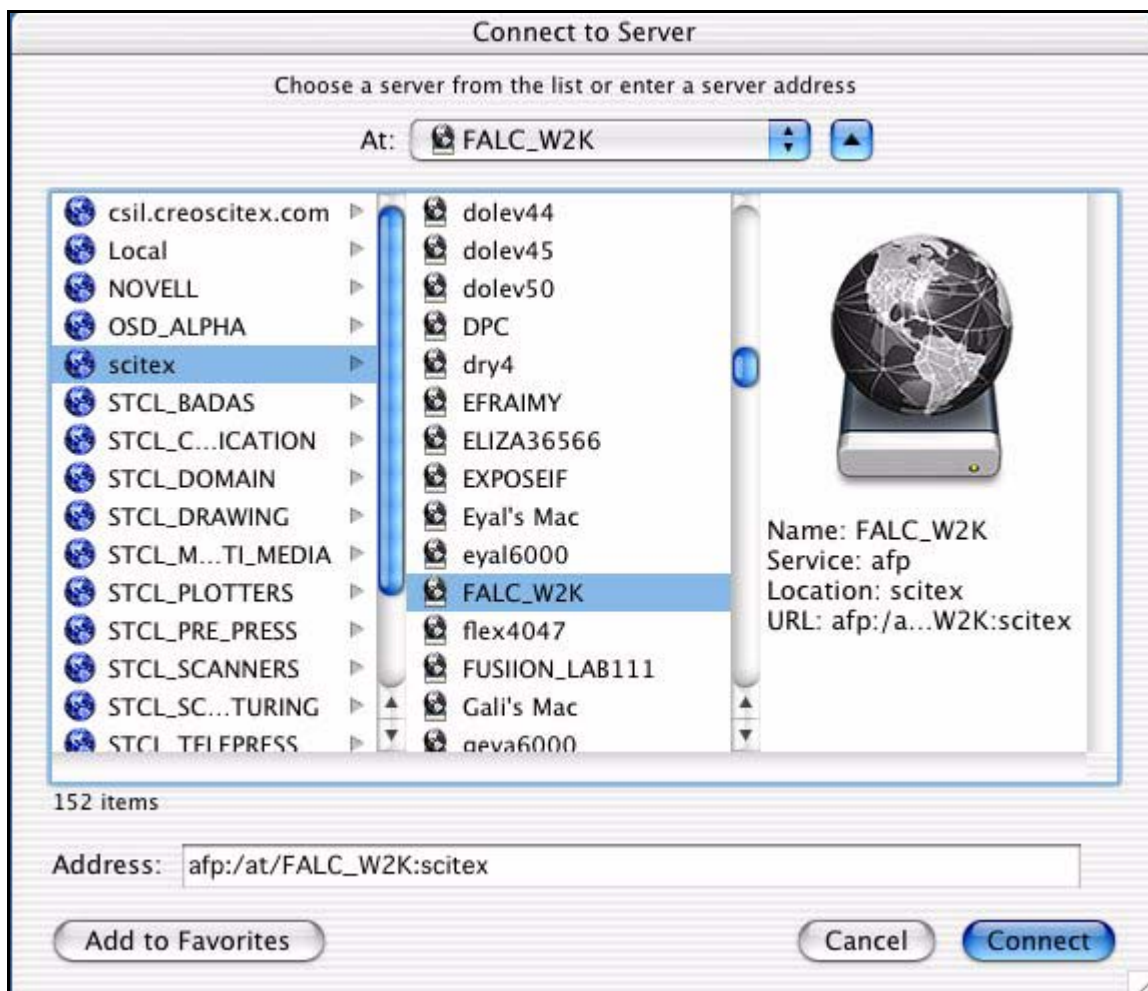 Connect to Server
Choose a server from the list or enter a server address
At: FALC_W2K
csil.creoscitex.com
Local
NOVELL
OSD_ALPHA
scitex
STCL_BADAS
STCL_C...ICATION
STCL_DOMAIN
STCL_DRAWING
STCL_M...TI_MEDIA
STCL_PLOTTERS
STCL_PRE_PRESS
STCL_SCANNERS
STCL_SC...TURING
STCL_TELEPRESS
dolev44
dolev45
dolev50
DPC
dry4
EFRAIMY
ELIZA36566
EXPOSEIF
Eyal's Mac
eyal6000
FALC_W2K
flex4047
FUSIION_LAB111
Gali's Mac
geva6000
Name: FALC_W2K
Service: afp
Location: scitex
URL: afp:/a...W2K:scitex
152 items
Address: afp:/at/FALC_W2K:scitex
Add to Favorites
Cancel
Connect